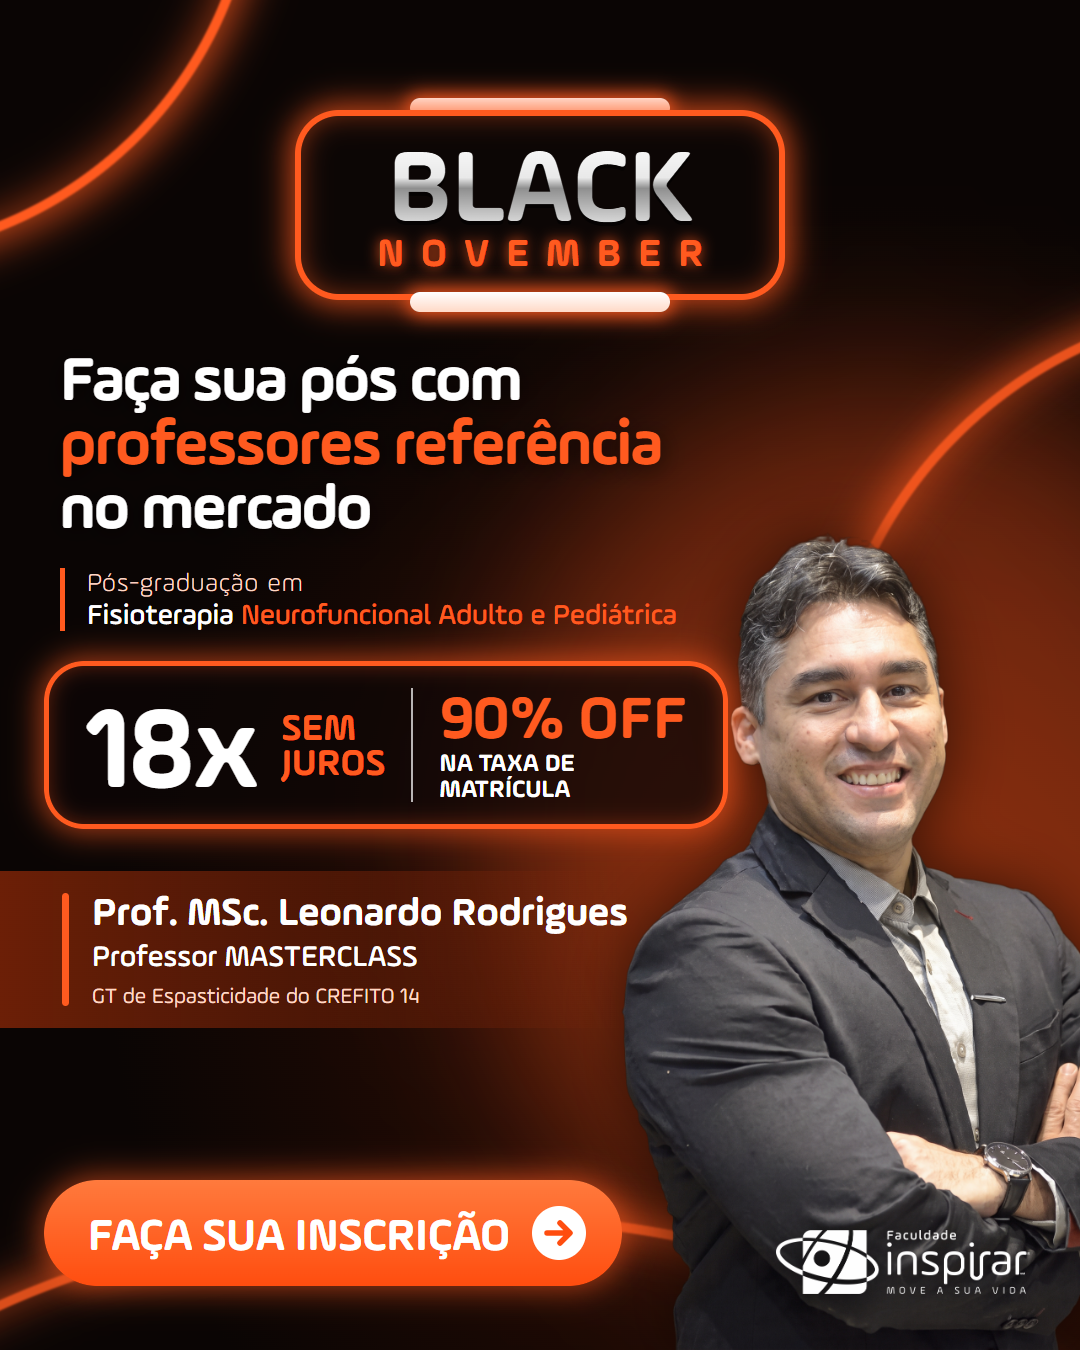 BLACK
NOVEMBER
Faça sua pós com
professores referência
no mercado
Pós-graduação em
Fisioterapia Neurofuncional Adulto e Pediátrica
18x
SEM
JUROS
90% OFF
NA TAXA DE
MATRÍCULA
Prof. MSc. Leonardo Rodrigues
Professor MASTERCLASS
GT de Espasticidade do CREFITO 14
FAÇA SUA INSCRIÇÃO
Faculdade
inspirar
MOVE A SUA VIDA